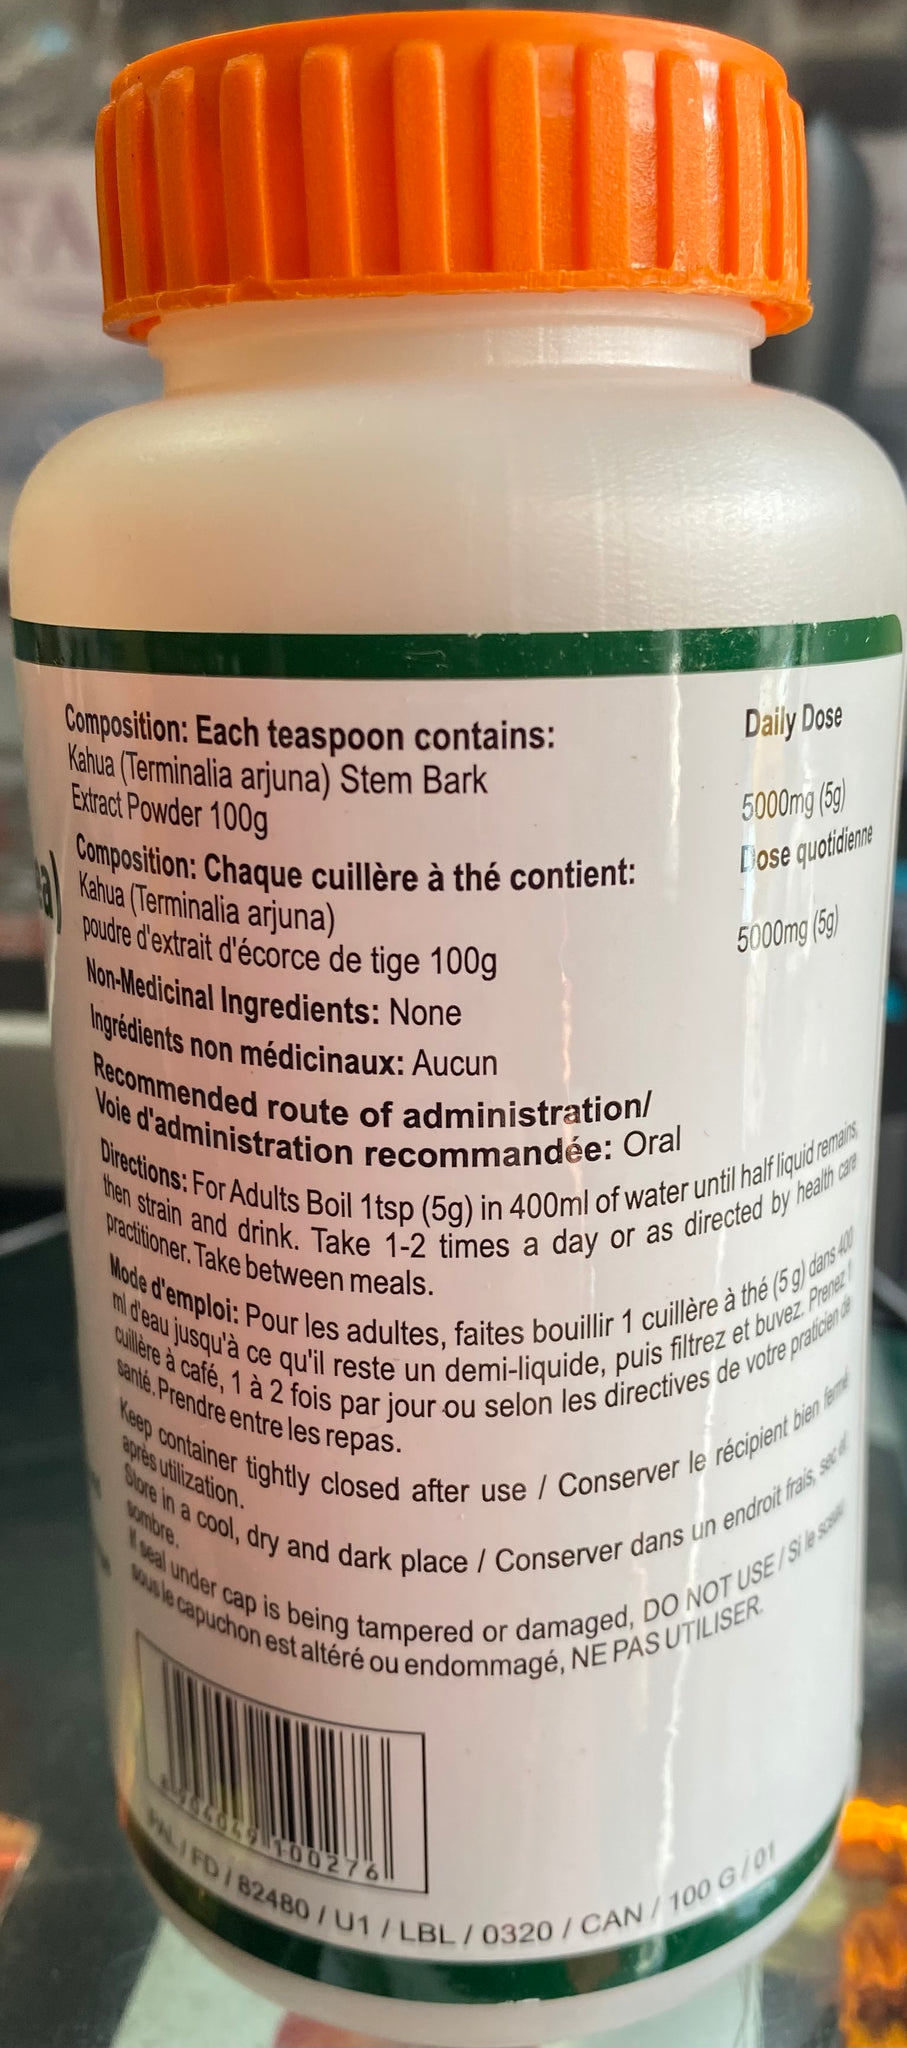 Composition: Each teaspoon contains: Daily Dose
Kahua (Terminalia arjuna) Stem Bark
Extract Powder 100g 5000mg (5g)
Composition: Chaque cuillère à thé contient: Dose quotidienne
Kahua (Terminalia arjuna)
poudre d'extrait d'écorce de tige 100g 5000mg (5g)
Non-Medicinal Ingredients: None
Ingrédients non médicinaux: Aucun
Recommended route of administration/
Voie d'administration recommandée: Oral
Directions: For Adults Boil 1tsp (5g) in 400ml of water until half liquid remains,
then strain and drink. Take 1-2 times a day or as directed by health care
practitioner. Take between meals.
Mode d'emploi: Pour les adultes, faites bouillir 1 cuillère à thé (5 g) dans 400
ml d'eau jusqu'à ce qu'il reste un demi-liquide, puis filtrez et buvez. Prenez 1
cuillère à café, 1 à 2 fois par jour ou selon les directives de votre praticien de
santé. Prendre entre les repas.
Keep container tightly closed after use / Conserver le récipient bien fermé
après utilization.
Store in a cool, dry and dark place / Conserver dans un endroit frais, sec et
sombre.
If seal under cap is being tampered or damaged, DO NOT USE / Si le sceau
sous le capuchon est altéré ou endommagé, NE PAS UTILISER.
8 904049 100276
PAL / FD / 82480 / U1 / LBL / 0320 / CAN / 100 G / 01